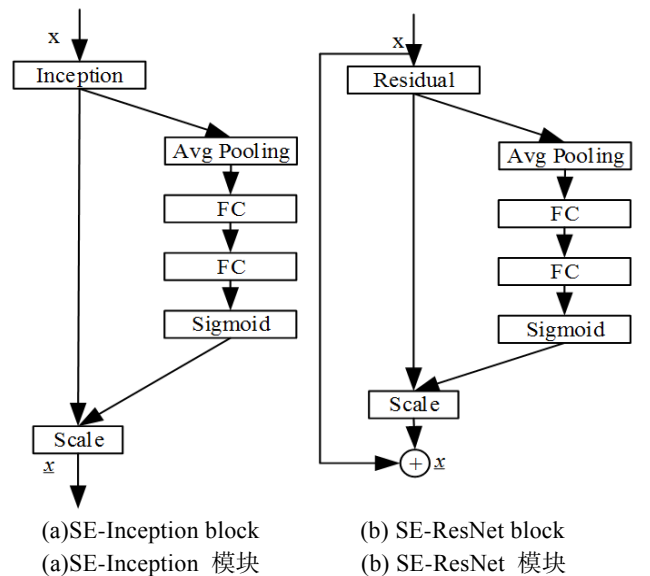 x
Inception
Avg Pooling
FC
FC
Sigmoid
Scale
x
(a)SE-Inception block
(a)SE-Inception 模块
x
Residual
Avg Pooling
FC
FC
Sigmoid
Scale
+ x
(b) SE-ResNet block
(b) SE-ResNet 模块